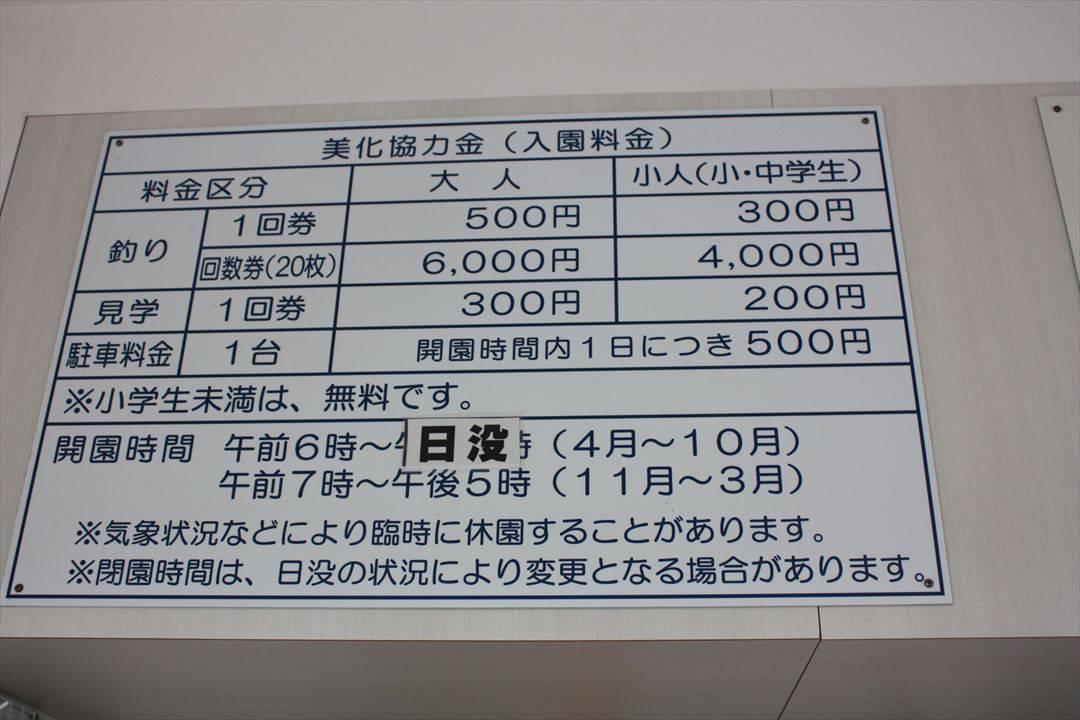 美化協力金（入園料金）
料金区分 大 人 小人（小・中学生）
釣り 1回券 500円 300円
回数券（20枚） 6,000円 4,000円
見学 1回券 300円 200円
駐車料金 1台 開園時間内1日につき500円
※小学生未満は、無料です。
開園時間 午前6時～日没（4月～10月）
午前7時～午後5時（11月～3月）
※気象状況などにより臨時に休園することがあります。
※閉園時間は、日没の状況により変更となる場合があります。